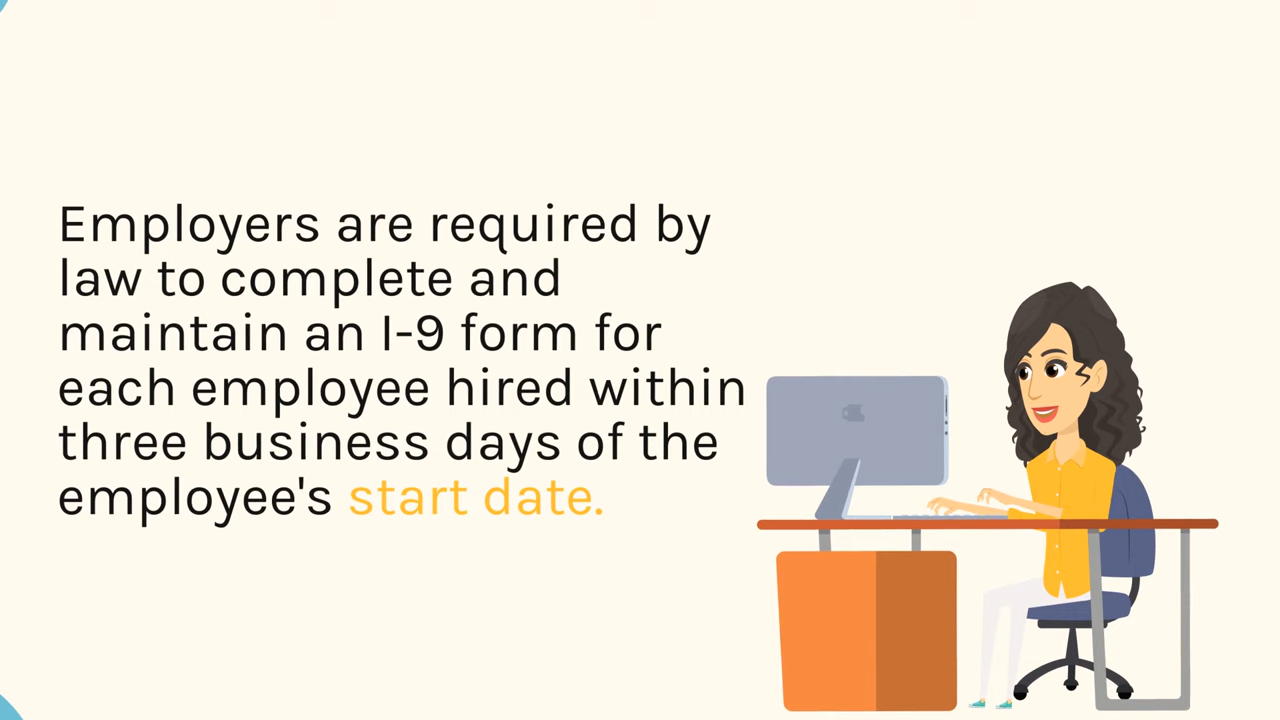 Employers are required by
law to complete and
maintain an I-9 form for
each employee hired within
three business days of the
employee's start date.